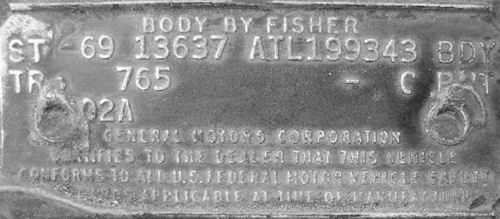 BODY BY FISHER
ST 69 13637 ATL199343 BDY
TR 765 - C PNT
02A
GENERAL MOTORS CORPORATION
CERTIFIES TO THE DEALER THAT THIS VEHICLE
CONFORMS TO ALL U.S. FEDERAL MOTOR VEHICLE SAFETY
APPLICABLE AT TIME OF MANUFACTURE